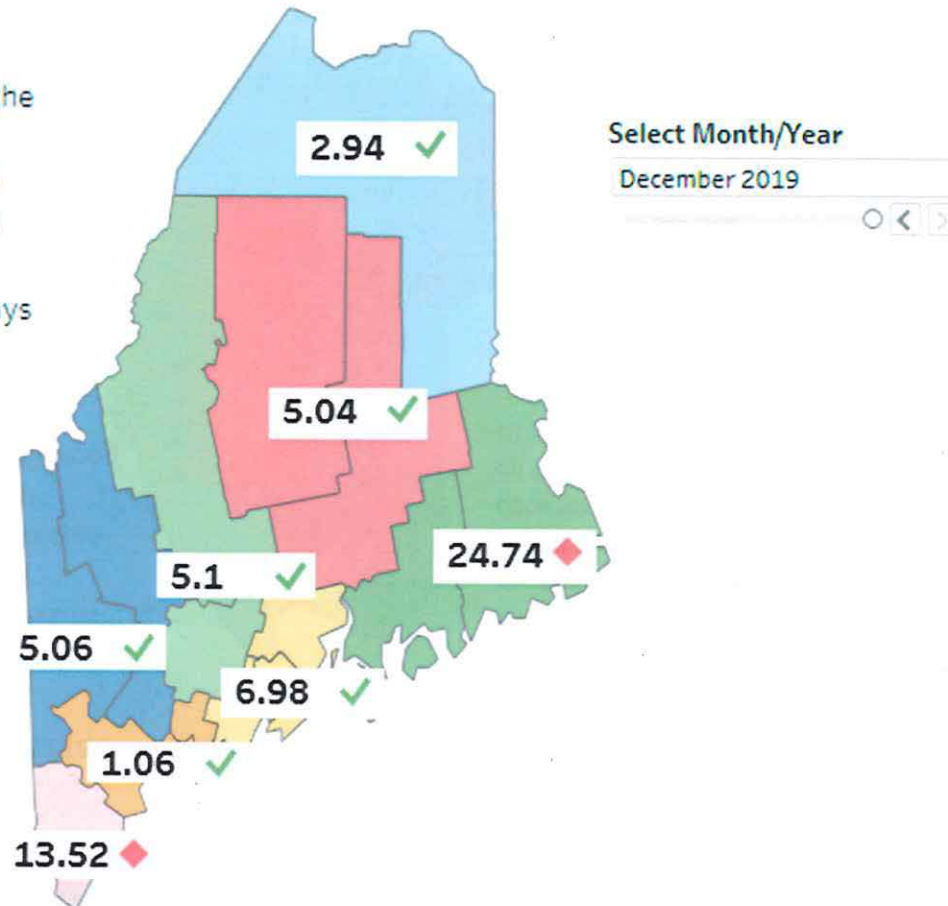 he
Select Month/Year
2.94
December 2019
ys
5.04
24.74
5.1
5.06
6.98
1.06
13.52